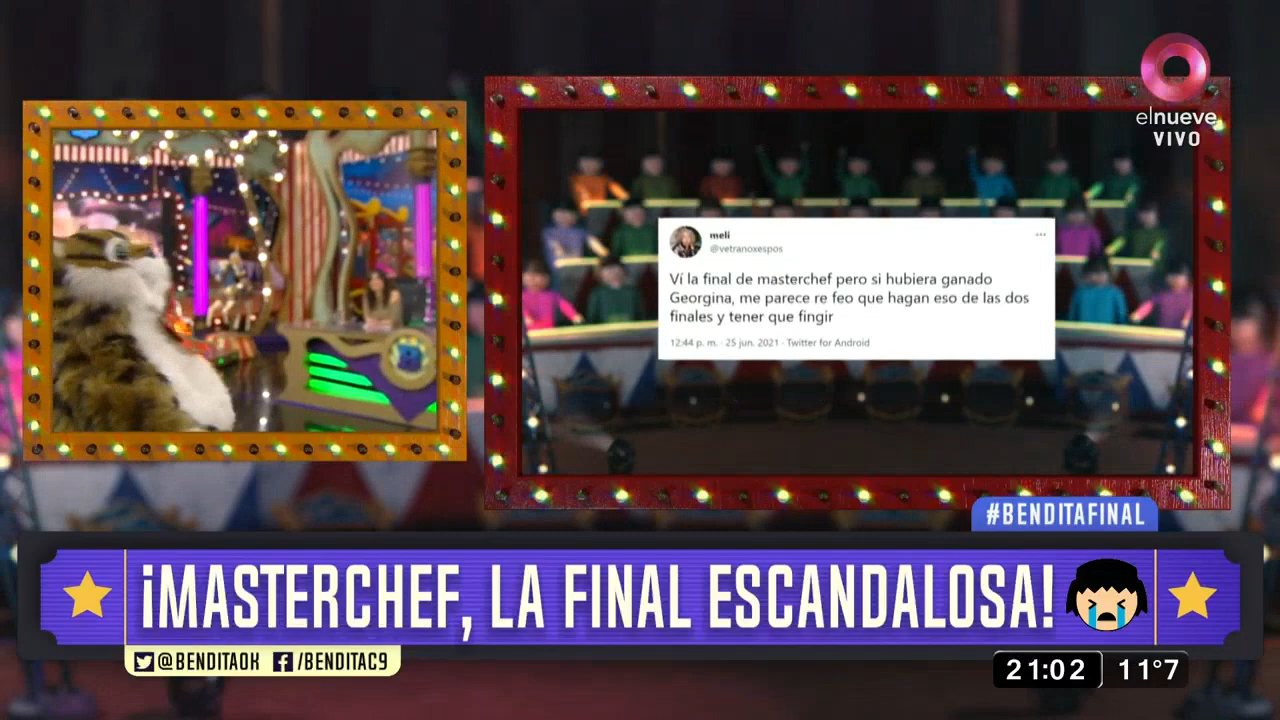 elnueve
VIVO
meli
@vetranoxespos
Ví la final de masterchef pero si hubiera ganado
Georgina, me parece re feo que hagan eso de las dos
finales y tener que fingir
12:44 p. m. · 25 jun. 2021 · Twitter for Android
#BENDITAFINAL
¡MASTERCHEF, LA FINAL ESCANDALOSA!
@BENDITAOK /BENDITAC9
21:02 11°7